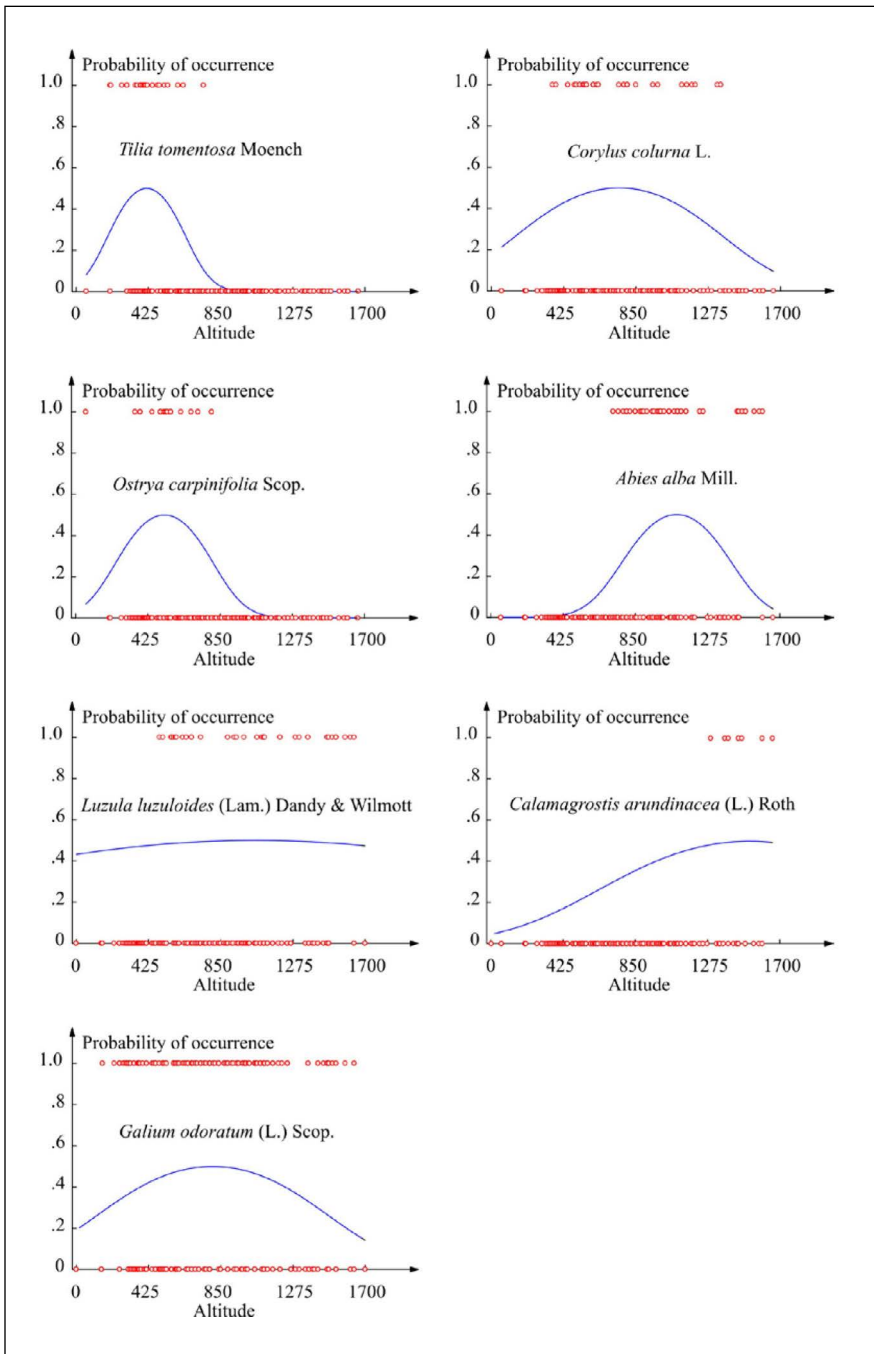 Probability of occurrence
1.0
.8
Tilia tomentosa Moench
.6
.4
.2
0
0 425 850 1275 1700
Altitude
Probability of occurrence
1.0
.8
Corylus colurna L.
.6
.4
.2
0
0 425 850 1275 1700
Altitude
Probability of occurrence
1.0
.8
Ostrya carpinifolia Scop.
.6
.4
.2
0
0 425 850 1275 1700
Altitude
Probability of occurrence
1.0
.8
Abies alba Mill.
.6
.4
.2
0
0 425 850 1275 1700
Altitude
Probability of occurrence
1.0
.8
Luzula luzuloides (Lam.) Dandy & Wilmott
.6
.4
.2
0
0 425 850 1275 1700
Altitude
Probability of occurrence
1.0
.8
Calamagrostis arundinacea (L.) Roth
.6
.4
.2
0
0 425 850 1275 1700
Altitude
Probability of occurrence
1.0
.8
Galium odoratum (L.) Scop.
.6
.4
.2
0
0 425 850 1275 1700
Altitude